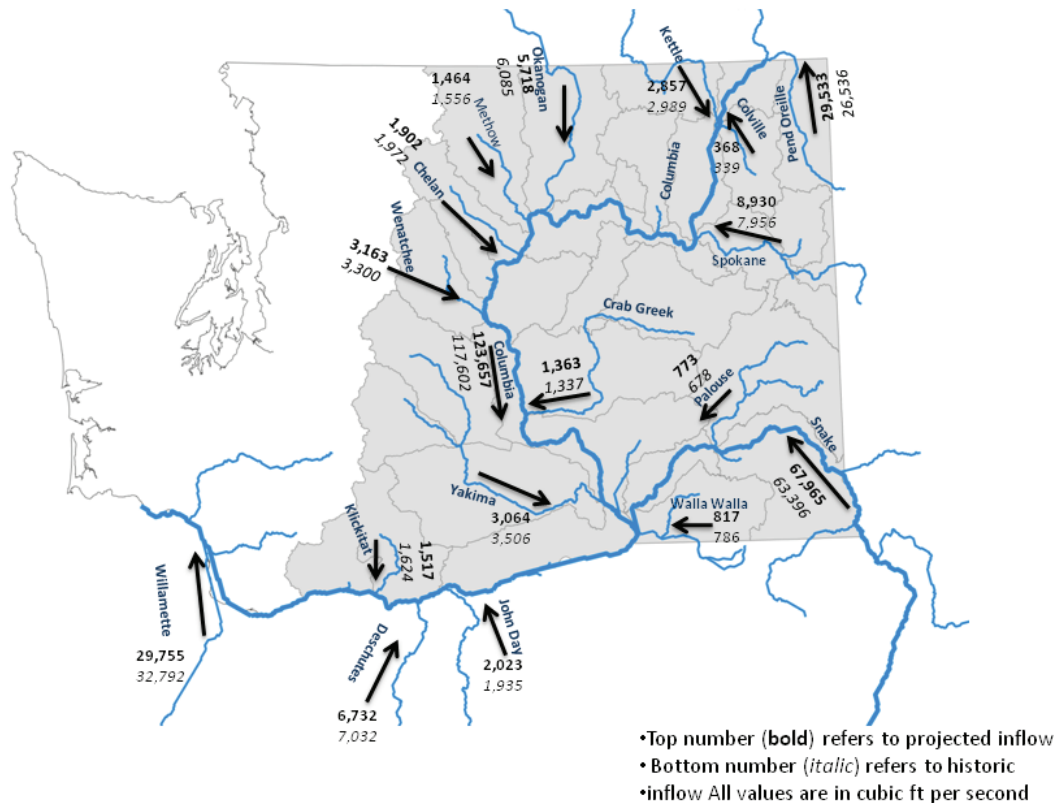 Okanogan
5,718
6,085
Kettle
2,857
2,989
Colville
368
339
Pend Oreille
29,533
26,536
1,464
1,556
Methow
1,902
1,972
Chelan
Columbia
8,930
7,956
Spokane
Wenatchee
3,163
3,300
Crab Greek
Columbia
123,657
117,602
1,363
1,337
773
678
Palouse
Snake
67,965
63,396
Yakima
3,064
3,506
Walla Walla
817
786
Klickitat
1,517
1,624
Willamette
29,755
32,792
Deschutes
6,732
7,032
John Day
2,023
1,935
•Top number (bold) refers to projected inflow
• Bottom number (italic) refers to historic
•inflow All values are in cubic ft per second